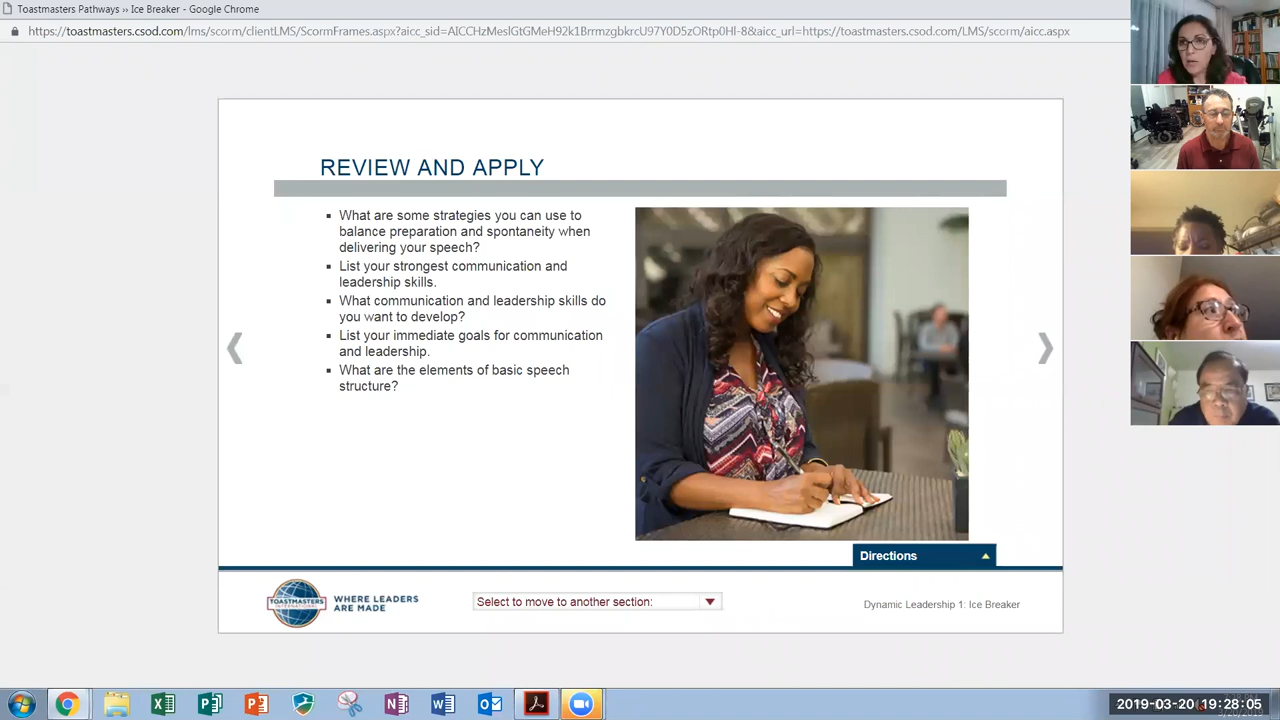 Toastmasters Pathways ›› Ice Breaker - Google Chrome
https://toastmasters.csod.com/lms/scorm/clientLMS/ScormFrames.aspx?aicc_sid=AICCHzMeslGtGMeH92k1BrrmzgbkrcU97Y0D5zORtp0Hl-8&aicc_url=https://toastmasters.csod.com/LMS/scorm/aicc.aspx
REVIEW AND APPLY
▪ What are some strategies you can use to
balance preparation and spontaneity when
delivering your speech?
▪ List your strongest communication and
leadership skills.
▪ What communication and leadership skills do
you want to develop?
▪ List your immediate goals for communication
and leadership.
▪ What are the elements of basic speech
structure?
Directions
TOASTMASTERS
INTERNATIONAL
WHERE LEADERS
ARE MADE
Select to move to another section:
Dynamic Leadership 1: Ice Breaker
2019-03-20 19:28:05